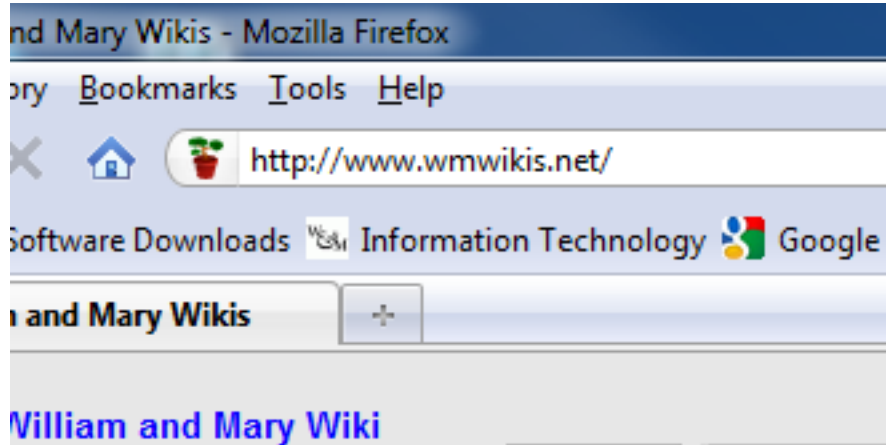 nd Mary Wikis - Mozilla Firefox
ory Bookmarks Tools Help
http://www.wmwikis.net/
Software Downloads W&M Information Technology Google
and Mary Wikis
William and Mary Wiki